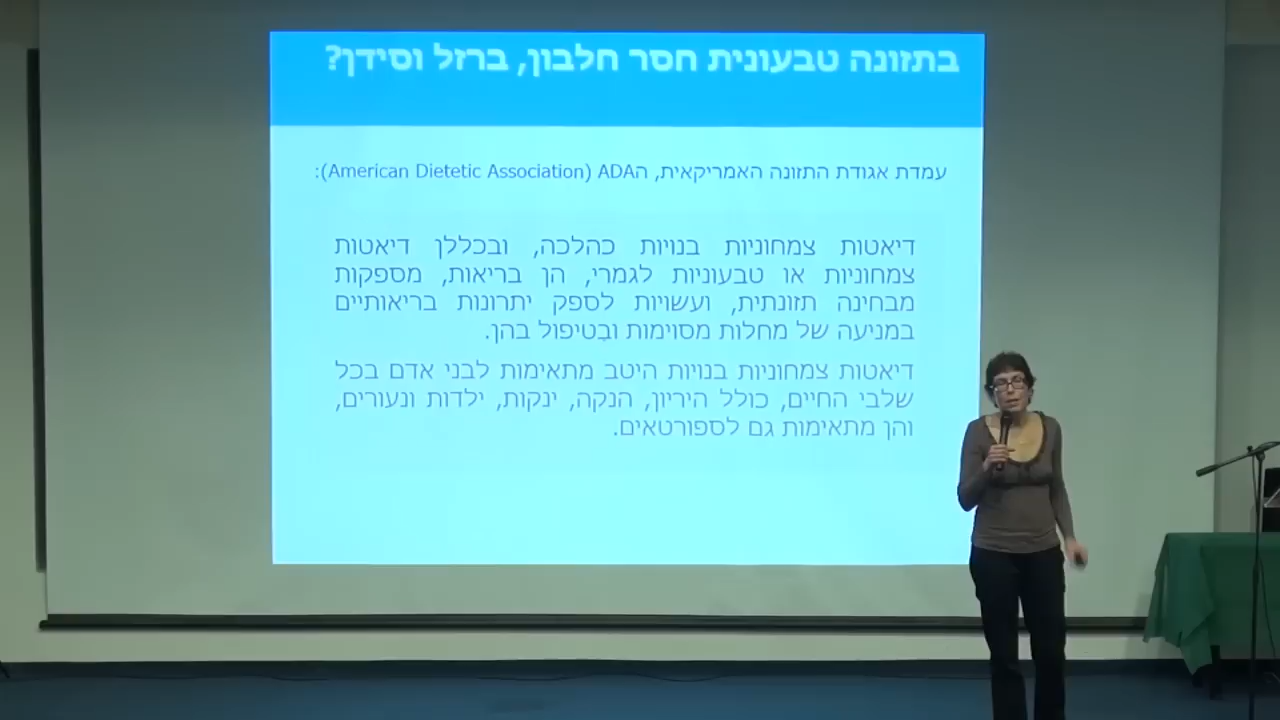 בתזונה טבעונית חסר חלבון, ברזל וסידן?
עמדת אגודת התזונה האמריקאית, הADA (American Dietetic Association):
דיאטות צמחוניות בנויות כהלכה, ובכללן דיאטות
צמחוניות או טבעוניות לגמרי, הן בריאות, מספקות
מבחינה תזונתית, ועשויות לספק יתרונות בריאותיים
במניעה של מחלות מסוימות ובַטיפול בהן.
דיאטות צמחוניות בנויות היטב מתאימות לבני אדם בכל
שלבי החיים, כולל היריון, הנקה, ינקות, ילדות ונעורים,
והן מתאימות גם לספורטאים.